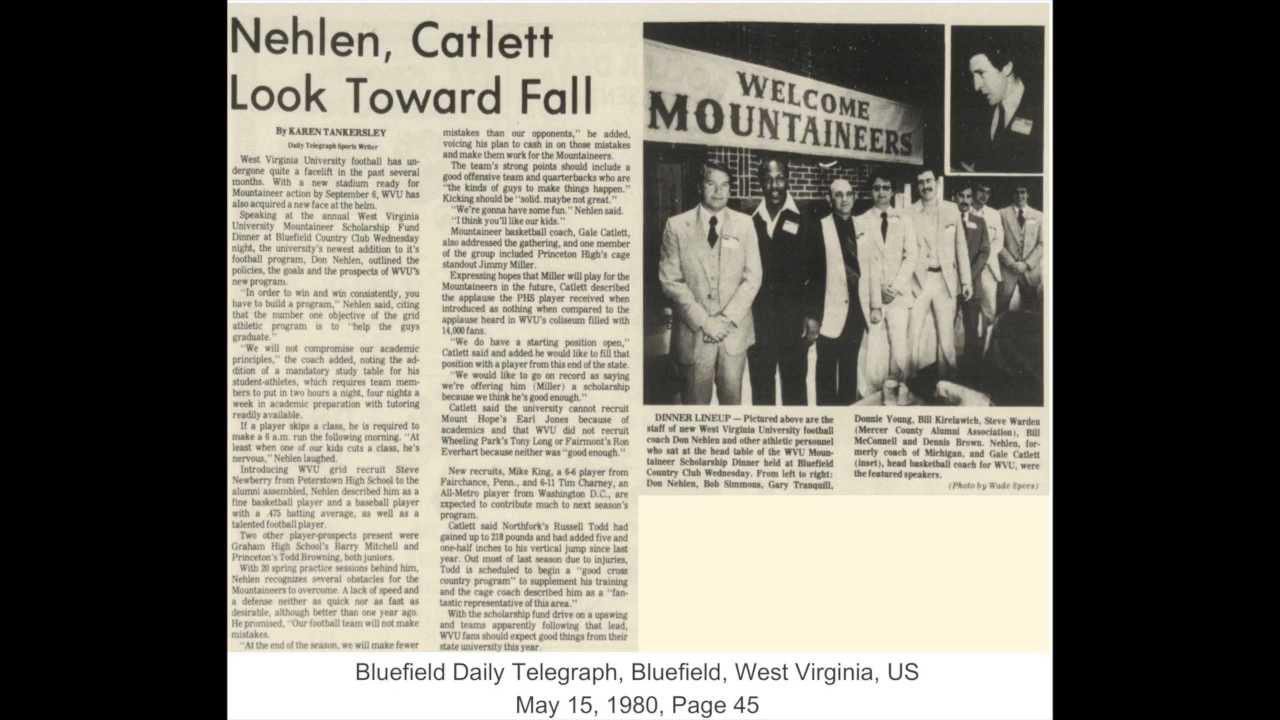 Nehlen, Catlett
Look Toward Fall
By KAREN TANKERSLEY
Daily Telegraph Sports Writer
West Virginia University football has un-
dergone quite a facelift in the past several
months. With a new stadium ready for
Mountaineer action by September 6, WVU has
also acquired a new face at the helm.
Speaking at the annual West Virginia
University Mountaineer Scholarship Fund
Dinner at Bluefield Country Club Wednesday
night, the university's newest addition to it's
football program, Don Nehlen, outlined the
policies, the goals and the prospects of WVU's
new program.
"In order to win and win consistently, you
have to build a program," Nehlen said, citing
that the number one objective of the grid
athletic program is to "help the guys
graduate."
"We will not compromise our academic
principles," the coach added, noting the ad-
dition of a mandatory study table for his
student-athletes, which requires team mem-
bers to put in two hours a night, four nights a
week in academic preparation with tutoring
readily available.
If a player skips a class, he is required to
make a 6 a.m. run the following morning. "At
least when one of our kids cuts a class, he's
nervous," Nehlen laughed.
Introducing WVU grid recruit Steve
Newberry from Peterstown High School to the
alumni assembled, Nehlen described him as a
fine basketball player and a baseball player
with a .475 batting average, as well as a
talented football player.
Two other player-prospects present were
Graham High School's Barry Mitchell and
Princeton's Todd Browning, both juniors.
With 20 spring practice sessions behind him,
Nehlen recognizes several obstacles for the
Mountaineers to overcome. A lack of speed and
a defense neither as quick nor as fast as
desirable, although better than one year ago.
He promised, "Our football team will not make
mistakes.
"At the end of the season, we will make fewer
mistakes than our opponents," he added,
voicing his plan to cash in on those mistakes
and make them work for the Mountaineers.
The team's strong points should include a
good offensive team and quarterbacks who are
"the kinds of guys to make things happen."
Kicking should be "solid, maybe not great."
"We're gonna have some fun." Nehlen said.
"I think you'll like our kids."
Mountaineer basketball coach, Gale Catlett,
also addressed the gathering, and one member
of the group included Princeton High's cage
standout Jimmy Miller.
Expressing hopes that Miller will play for the
Mountaineers in the future, Catlett described
the applause the PHS player received when
introduced as nothing when compared to the
applause heard in WVU's coliseum filled with
14,000 fans.
"We do have a starting position open,"
Catlett said and added he would like to fill that
position with a player from this end of the state.
"We would like to go on record as saying
we're offering him (Miller) a scholarship
because we think he's good enough."
Catlett said the university cannot recruit
Mount Hope's Earl Jones because of
academics and that WVU did not recruit
Wheeling Park's Tony Long or Fairmont's Ron
Everhart because neither was "good enough."
New recruits, Mike King, a 6-6 player from
Fairchance, Penn., and 6-11 Tim Charney, an
All-Metro player from Washington D.C., are
expected to contribute much to next season's
program.
Catlett said Northfork's Russell Todd had
gained up to 218 pounds and had added five and
one-half inches to his vertical jump since last
year. Out most of last season due to injuries,
Todd is scheduled to begin a "good cross
country program" to supplement his training
and the cage coach described him as a "fan-
tastic representative of this area."
With the scholarship fund drive on a upswing
and teams apparently following that lead,
WVU fans should expect good things from their
state university this year.
WELCOME
MOUNTAINEERS
DINNER LINEUP — Pictured above are the
staff of new West Virginia University football
coach Don Nehlen and other athletic personnel
who sat at the head table of the WVU Moun-
taineer Scholarship Dinner held at Bluefield
Country Club Wednesday. From left to right:
Don Nehlen, Bob Simmons, Gary Tranquill,
Donnie Young, Bill Kirelawich, Steve Warden
(Mercer County Alumni Association), Bill
McConnell and Dennis Brown. Nehlen, for-
merly coach of Michigan, and Gale Catlett
(inset), head basketball coach for WVU, were
the featured speakers.
(Photo by Wade Spees)
Bluefield Daily Telegraph, Bluefield, West Virginia, US
May 15, 1980, Page 45